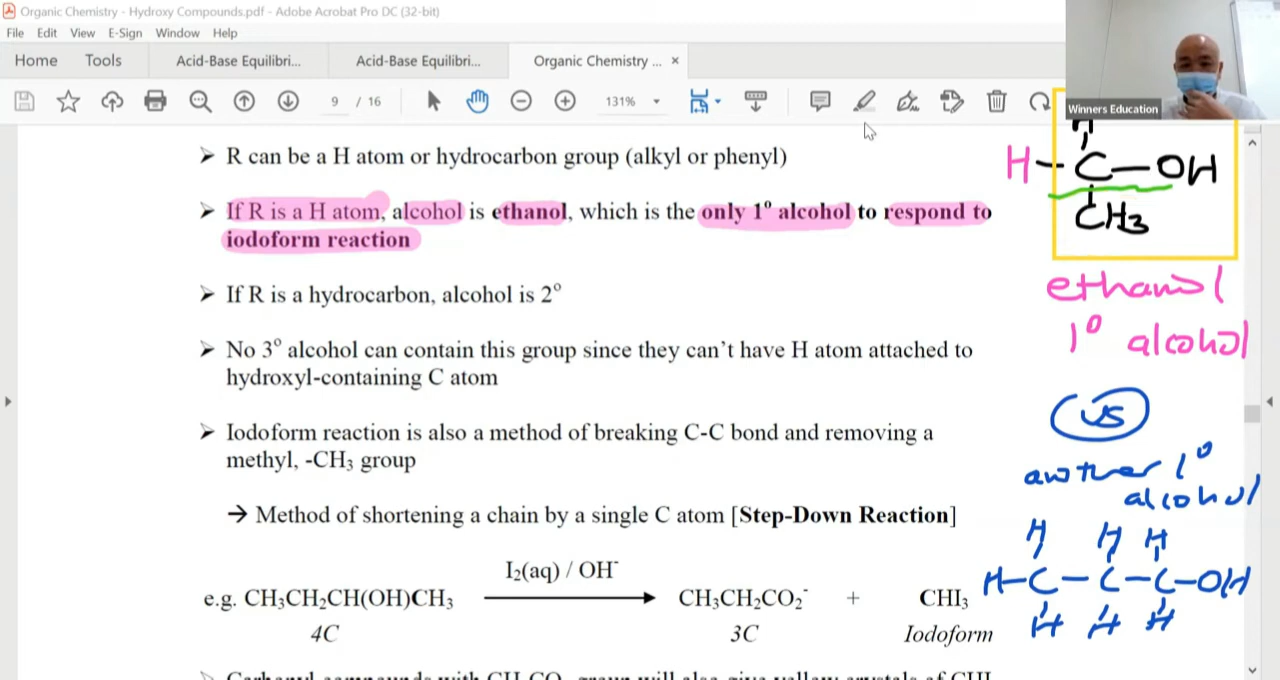 Organic Chemistry - Hydroxy Compounds.pdf - Adobe Acrobat Pro DC (32-bit)
File Edit View E-Sign Window Help
Home Tools Acid-Base Equilibri... Acid-Base Equilibri... Organic Chemistry ... ×
9 / 16 131%
Winners Education
➢ R can be a H atom or hydrocarbon group (alkyl or phenyl)
➢ If R is a H atom, alcohol is ethanol, which is the only 1° alcohol to respond to
iodoform reaction
➢ If R is a hydrocarbon, alcohol is 2°
➢ No 3° alcohol can contain this group since they can't have H atom attached to
hydroxyl-containing C atom
➢ Iodoform reaction is also a method of breaking C-C bond and removing a
methyl, -CH₃ group
→ Method of shortening a chain by a single C atom [Step-Down Reaction]
I₂(aq) / OH⁻
e.g. CH₃CH₂CH(OH)CH₃ CH₃CH₂CO₂⁻ + CHI₃
4C 3C Iodoform
H
H-C-OH
CH3
ethanol
1° alcohol
VS
another 1°
alcohol
H H H
H-C-C-C-OH
H H H